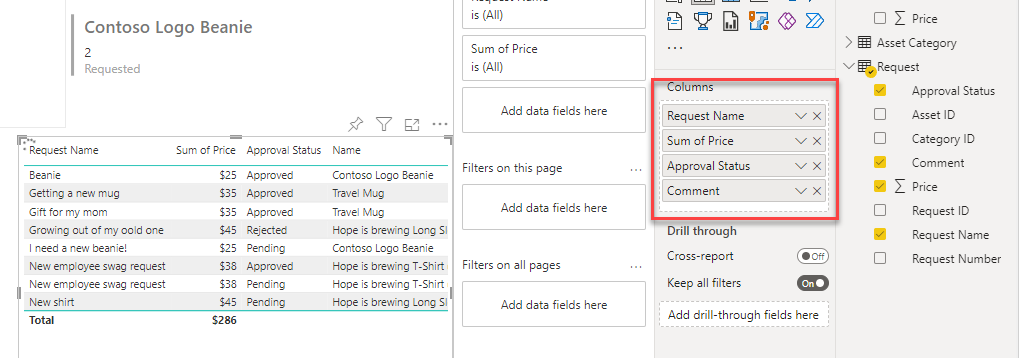 Contoso Logo Beanie
2
Requested
Request Name Sum of Price Approval Status Name
Beanie $25 Approved Contoso Logo Beanie
Getting a new mug $35 Approved Travel Mug
Gift for my mom $35 Approved Travel Mug
Growing out of my oold one $45 Rejected Hope is brewing Long Sl
I need a new beanie! $25 Pending Contoso Logo Beanie
New employee swag request $38 Approved Hope is brewing T-Shirt
New employee swag request $38 Pending Hope is brewing T-Shirt
New shirt $45 Pending Hope is brewing Long Sl
Total $286
Request Name
is (All)
Sum of Price
is (All)
Add data fields here
Filters on this page
Add data fields here
Filters on all pages
Add data fields here
Columns
Request Name
Sum of Price
Approval Status
Comment
Drill through
Cross-report Off
Keep all filters On
Add drill-through fields here
Price
Asset Category
Request
Approval Status
Asset ID
Category ID
Comment
Price
Request ID
Request Name
Request Number